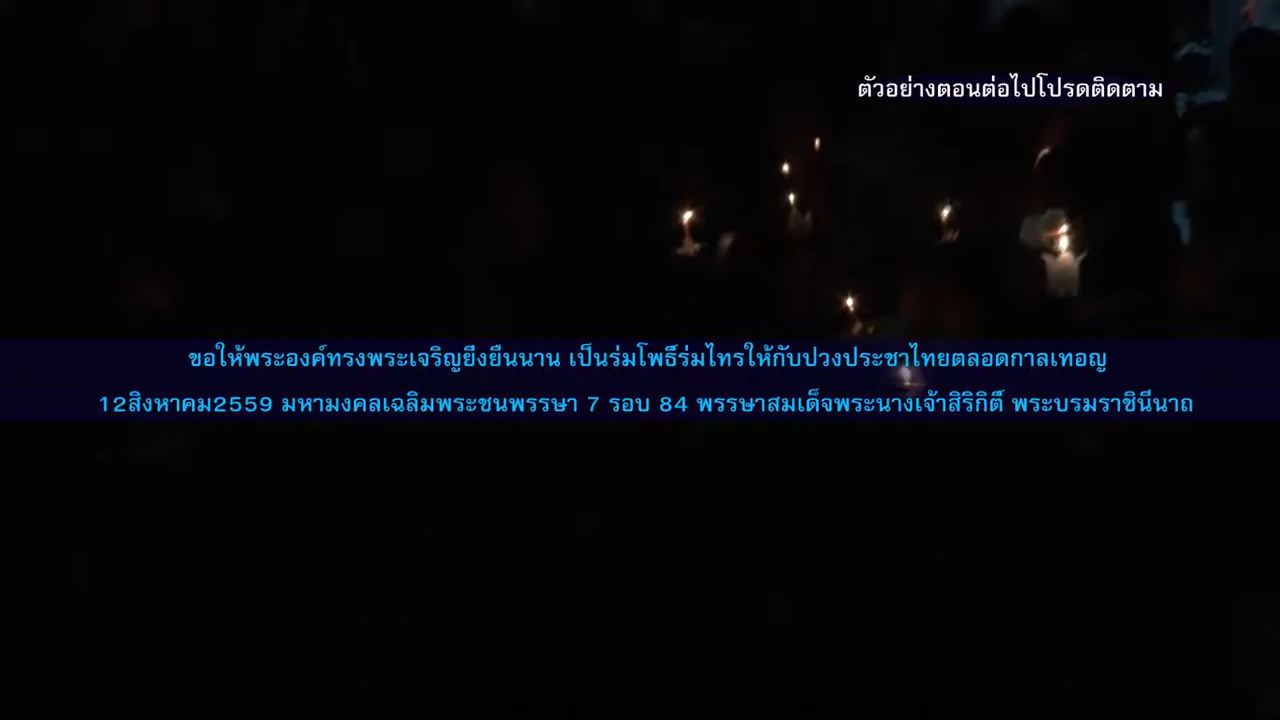 ตัวอย่างตอนต่อไปโปรดติดตาม
ขอให้พระองค์ทรงพระเจริญยิ่งยืนนาน เป็นร่มโพธิ์ร่มไทรให้กับปวงประชาไทยตลอดกาลเทอญ
12สิงหาคม2559 มหามงคลเฉลิมพระชนพรรษา 7 รอบ 84 พรรษาสมเด็จพระนางเจ้าสิริกิติ์ พระบรมราชินีนาถ